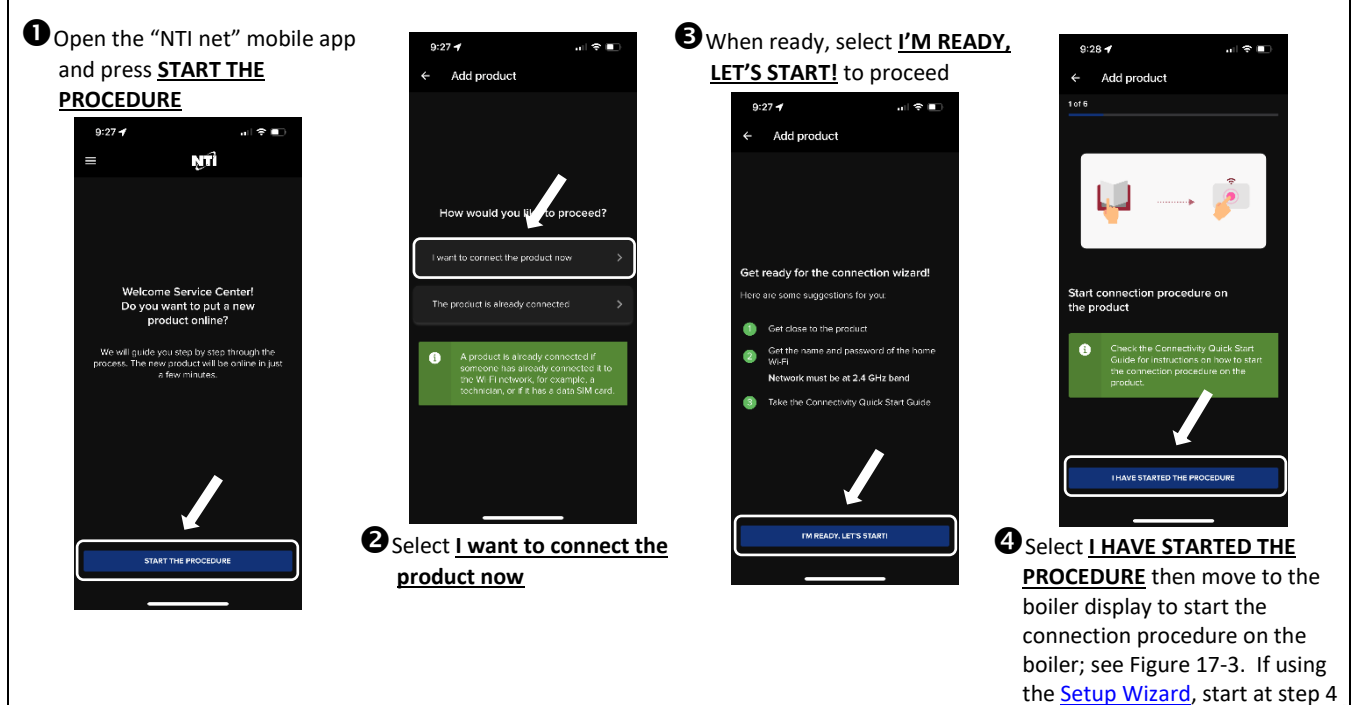 ❶Open the “NTI net” mobile app
and press START THE
PROCEDURE
9:27
NTI
Welcome Service Center!
Do you want to put a new
product online?
We will guide you step by step through the
process. The new product will be online in just
a few minutes.
START THE PROCEDURE
9:27
Add product
How would you like to proceed?
I want to connect the product now
The product is already connected
A product is already connected if
someone has already connected it to
the Wi Fi network, for example, a
technician, or if it has a data SIM card.
❷Select I want to connect the
product now
❸When ready, select I’M READY,
LET’S START! to proceed
9:27
Add product
Get ready for the connection wizard!
Here are some suggestions for you:
1 Get close to the product
2 Get the name and password of the home
Wi-Fi
Network must be at 2.4 GHz band
3 Take the Connectivity Quick Start Guide
I'M READY, LET'S START!
9:28
Add product
1 of 6
Start connection procedure on
the product
Check the Connectivity Quick Start
Guide for instructions on how to start
the connection procedure on the
product.
I HAVE STARTED THE PROCEDURE
❹Select I HAVE STARTED THE
PROCEDURE then move to the
boiler display to start the
connection procedure on the
boiler; see Figure 17-3.  If using
the Setup Wizard, start at step 4